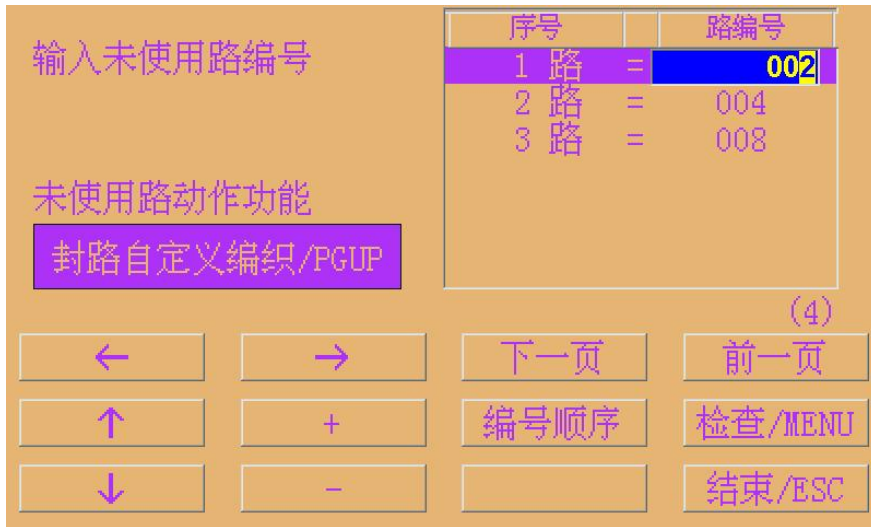 输入未使用路编号
序号 路编号
1 路 = 002
2 路 = 004
3 路 = 008
未使用路动作功能
封路自定义编织/PGUP
(4)
← → 下一页 前一页
↑ + 编号顺序 检查/MENU
↓ - 结束/ESC